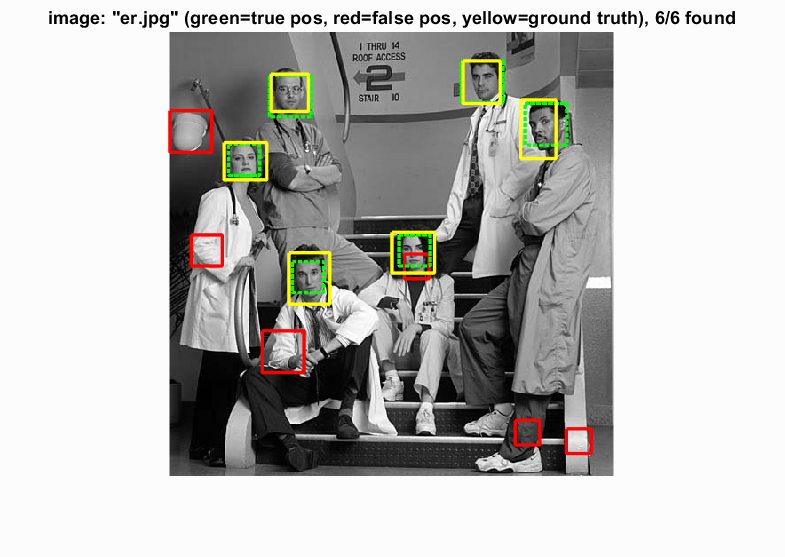 image: "er.jpg" (green=true pos, red=false pos, yellow=ground truth), 6/6 found
1 THRU 14
ROOF ACCESS
2
STAIR 10